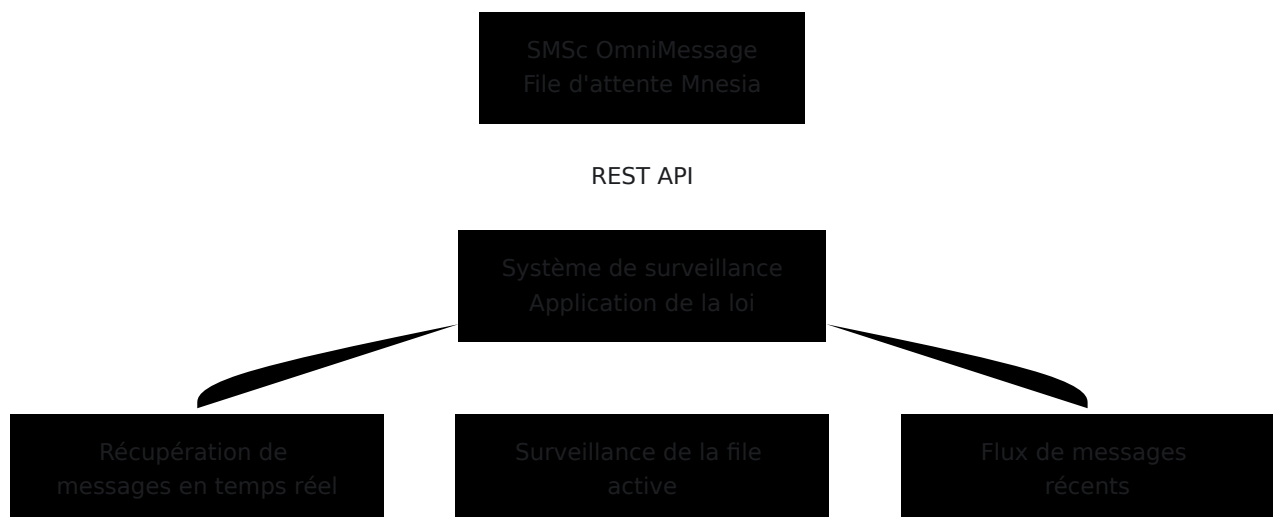 SMSc OmniMessage
File d'attente Mnesia
REST API
Système de surveillance
Application de la loi
Récupération de
messages en temps réel
Surveillance de la file
active
Flux de messages
récents